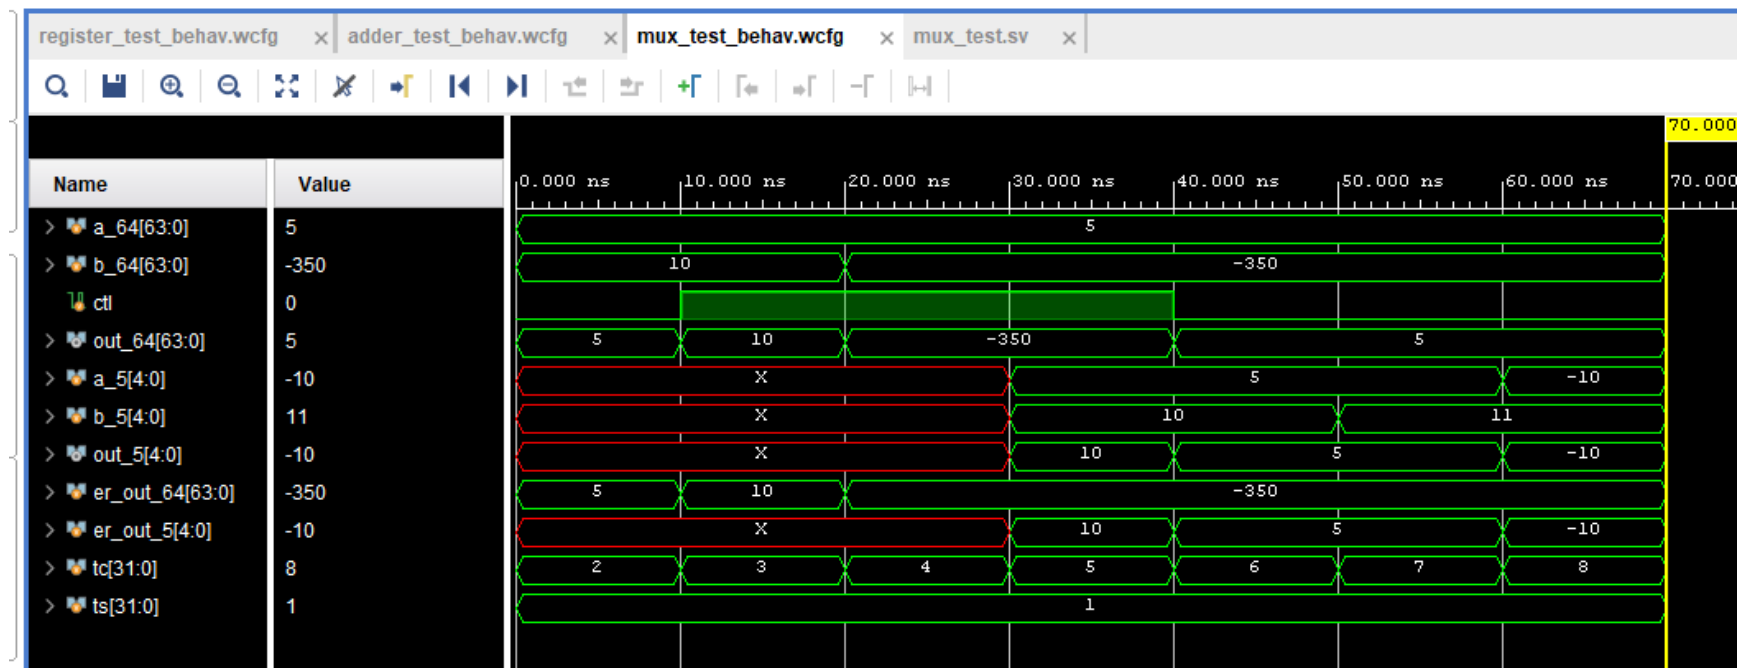 register_test_behav.wcfg × adder_test_behav.wcfg × mux_test_behav.wcfg × mux_test.sv ×
70.000
Name Value 0.000 ns 10.000 ns 20.000 ns 30.000 ns 40.000 ns 50.000 ns 60.000 ns 70.000
a_64[63:0] 5 5
b_64[63:0] -350 10 -350
ctl 0
out_64[63:0] 5 5 10 -350 5
a_5[4:0] -10 X 5 -10
b_5[4:0] 11 X 10 11
out_5[4:0] -10 X 10 5 -10
er_out_64[63:0] -350 5 10 -350
er_out_5[4:0] -10 X 10 5 -10
tc[31:0] 8 2 3 4 5 6 7 8
ts[31:0] 1 1